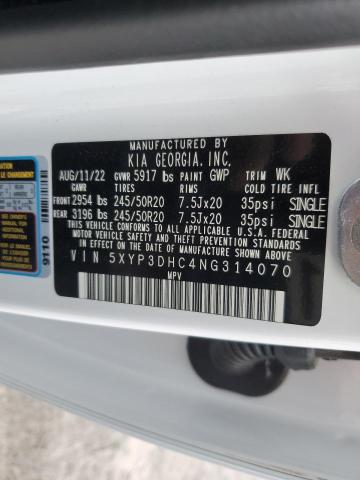 MANUFACTURED BY
KIA GEORGIA, INC.
AUG/11/22 GVWR 5917 lbs PAINT GWP TRIM WK
GAWR TIRES RIMS COLD TIRE INFL
FRONT 2954 lbs 245/50R20 7.5Jx20 35psi SINGLE
REAR 3196 lbs 245/50R20 7.5Jx20 35psi SINGLE
THIS VEHICLE CONFORMS TO ALL APPLICABLE U.S.A. FEDERAL
MOTOR VEHICLE SAFETY AND THEFT PREVENTION STANDARDS
IN EFFECT ON THE DATE OF MANUFACTURE SHOWN ABOVE.
VIN 5XYP3DHC4NG314070
MPV
LE CHANGEMENT
9110